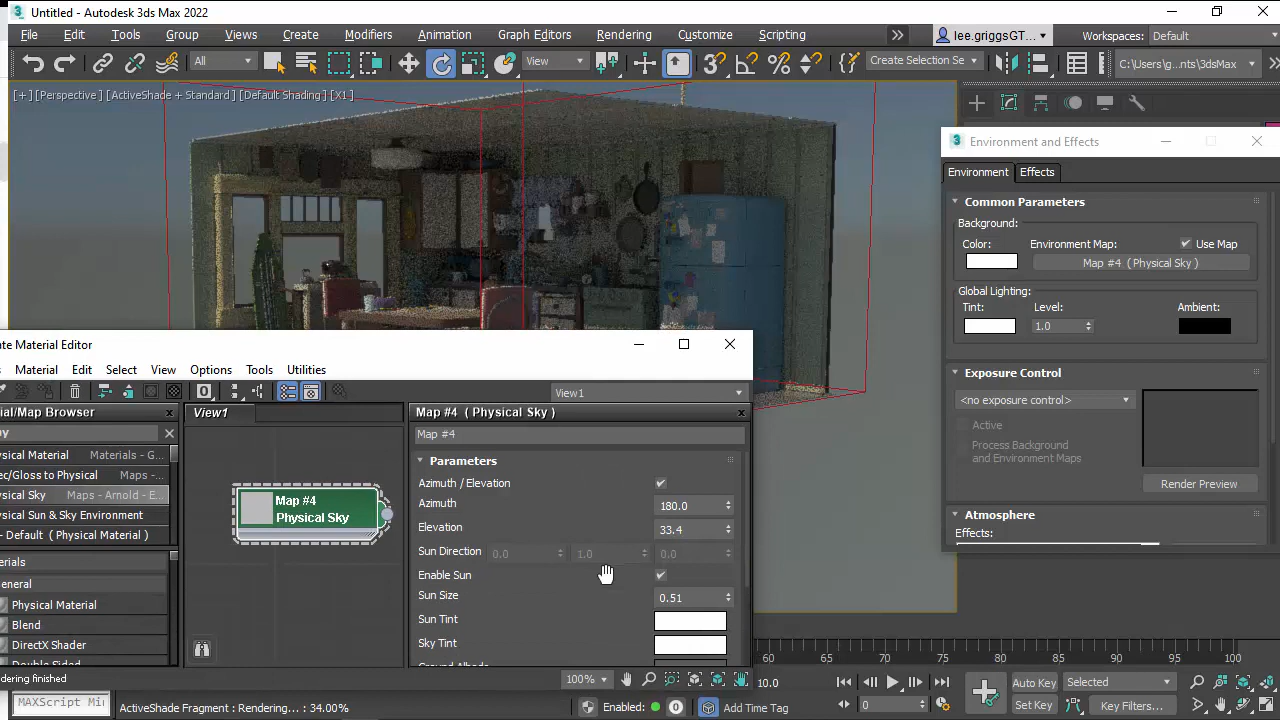 Untitled - Autodesk 3ds Max 2022
File Edit Tools Group Views Create Modifiers Animation Graph Editors Rendering Customize Scripting
lee.griggsGT...
Workspaces: Default
All
View
Create Selection Se
C:\Users\g...nts\3dsMax
[+] [Perspective] [ActiveShade + Standard] [Default Shading] [X1]
Environment and Effects
Environment Effects
Common Parameters
Background:
Color: Environment Map: Use Map
Map #4 ( Physical Sky )
Global Lighting:
Tint: Level: Ambient:
1.0
Exposure Control
<no exposure control>
Active
Process Background
and Environment Maps
Render Preview
Atmosphere
Effects:
ate Material Editor
Material Edit Select View Options Tools Utilities
View1
ial/Map Browser
View1
Map #4 ( Physical Sky )
y
Map #4
ysical Material Materials - G...
ec/Gloss to Physical Maps - ...
ysical Sky Maps - Arnold - E...
ysical Sun & Sky Environment
- Default ( Physical Material )
erials
eneral
Physical Material
Blend
DirectX Shader
Double Sided
Map #4
Physical Sky
Parameters
Azimuth / Elevation
Azimuth 180.0
Elevation 33.4
Sun Direction 0.0 1.0 0.0
Enable Sun
Sun Size 0.51
Sun Tint
Sky Tint
Ground Albedo
dering finished
100%
60 65 70 75 80 85 90 95 100
10.0
Auto Key Selected
Set Key Key Filters...
0
MAXScript Mi
ActiveShade Fragment : Rendering... : 34.00%
Enabled:
Add Time Tag